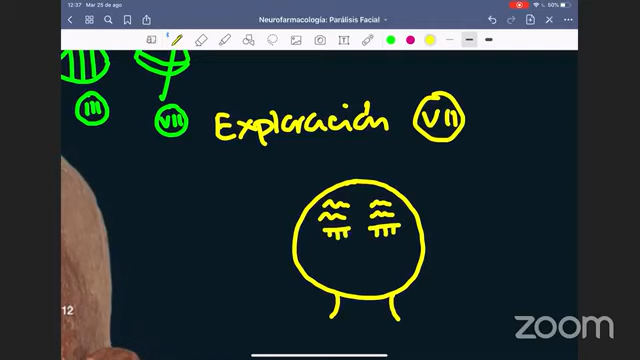 12:37 Mar 25 de ago
50%
Neurofarmacología: Parálisis Facial
III
VII
Exploración VII
12
zoom